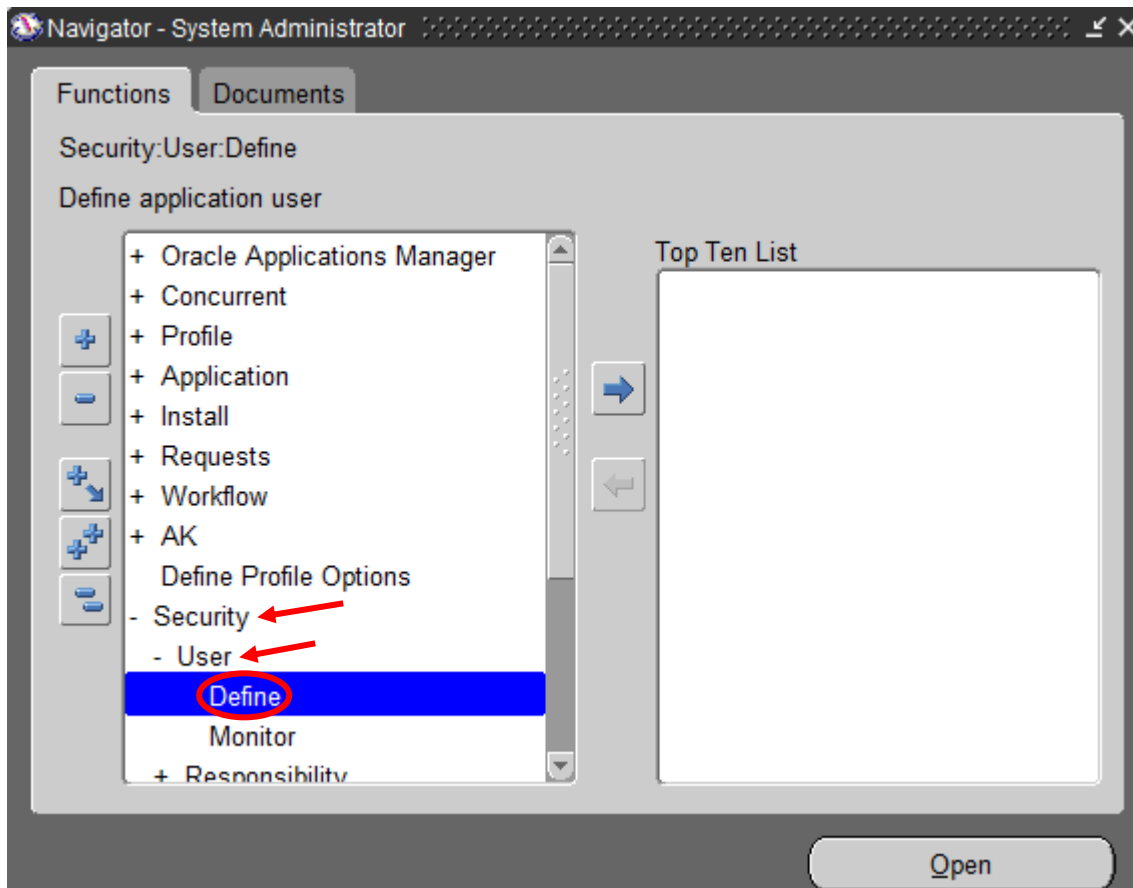 Navigator - System Administrator
Functions Documents
Security:User:Define
Define application user
+ Oracle Applications Manager
+ Concurrent
+ Profile
+ Application
+ Install
+ Requests
+ Workflow
+ AK
Define Profile Options
- Security
- User
Define
Monitor
+ Responsibility
Top Ten List
Open